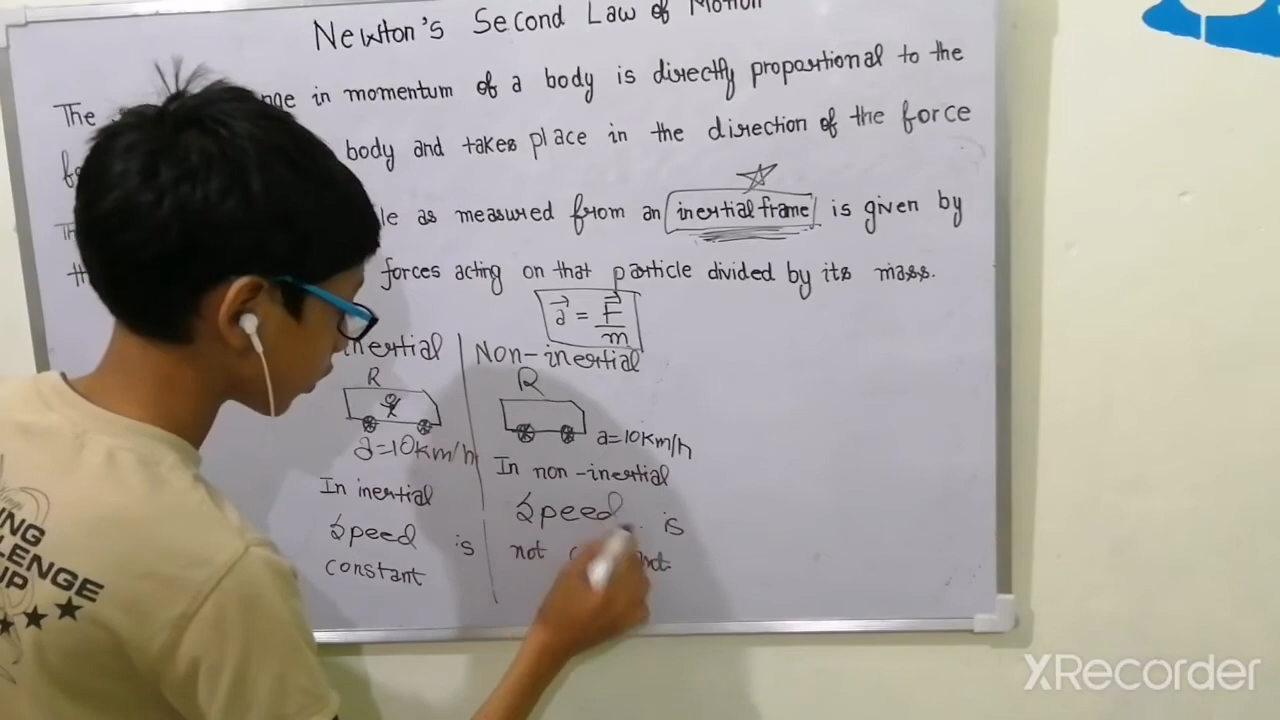 Newton's Second Law of Motion
The nge in momentum of a body is directly proportional to the
body and takes place in the direction of the force
le as measured from an inertial frame is given by
forces acting on that particle divided by its mass.
a⃗ = F⃗/m
inertial
Non-inertial
R
R
a=10km/h
a=10km/h
In inertial
In non-inertial
Speed is
constant
Speed is
not
XRecorder